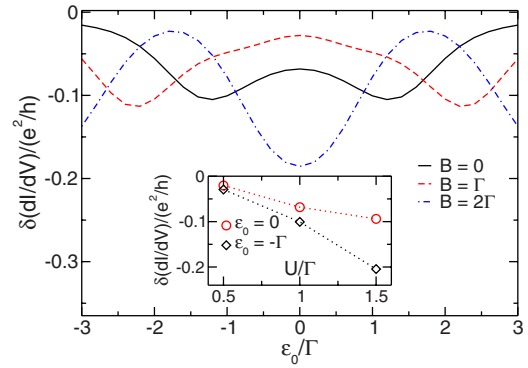 0
-0.1
-0.2
-0.3
δ(dI/dV)/(e²/h)
-3
-2
-1
0
1
2
3
ε₀/Γ
B = 0
B = Γ
B = 2Γ
0
-0.1
-0.2
δ(dI/dV)/(e²/h)
ε₀ = 0
ε₀ = -Γ
U/Γ
0.5
1
1.5